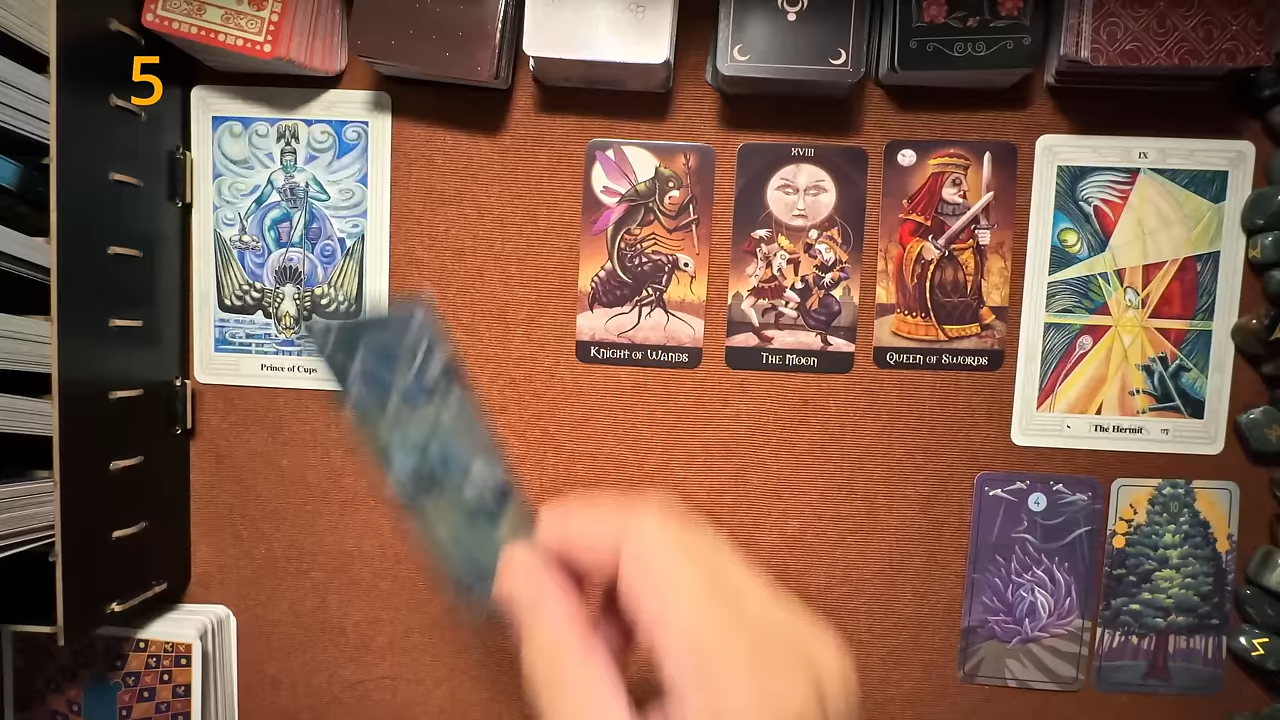 5
Prince of Cups
Knight of Wands
XVIII
The Moon
Queen of Swords
IX
The Hermit
4
10